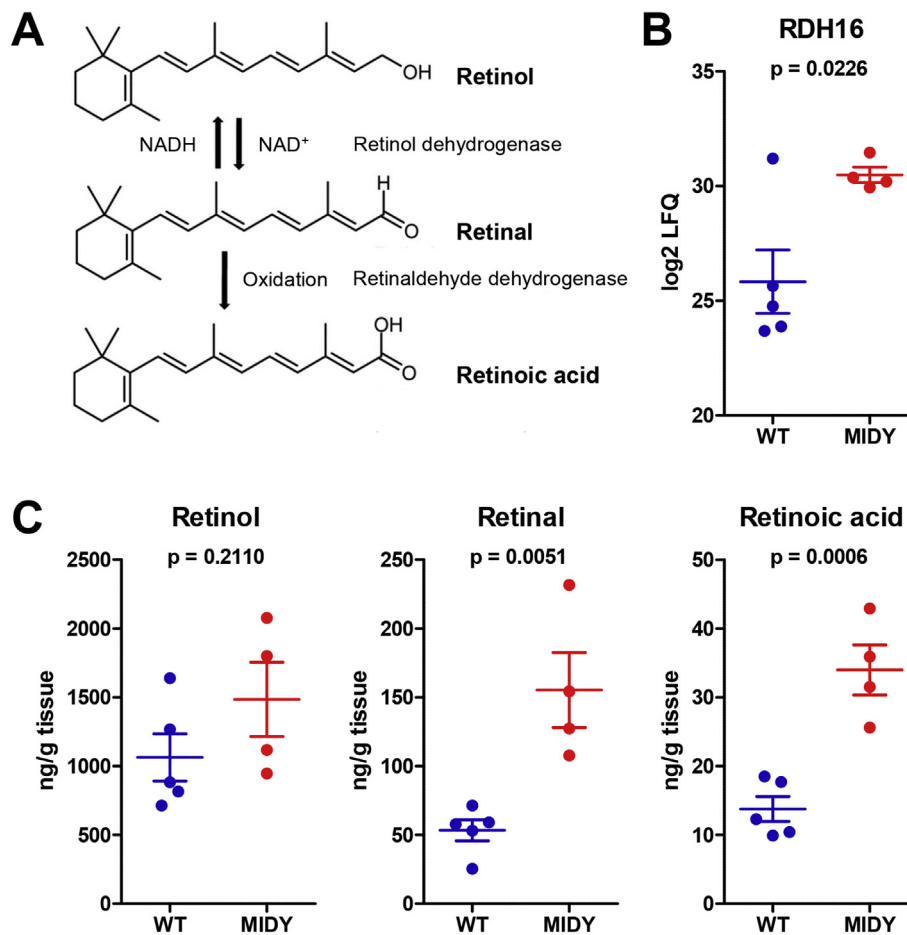 A
OH
Retinol
NADH
NAD+
Retinol dehydrogenase
H
O
Retinal
Oxidation
Retinaldehyde dehydrogenase
OH
O
Retinoic acid
B
RDH16
p = 0.0226
log2 LFQ
35
30
25
20
WT
MIDY
C
Retinol
p = 0.2110
ng/g tissue
2500
2000
1500
1000
500
0
WT
MIDY
Retinal
p = 0.0051
ng/g tissue
250
200
150
100
50
0
WT
MIDY
Retinoic acid
p = 0.0006
ng/g tissue
50
40
30
20
10
0
WT
MIDY